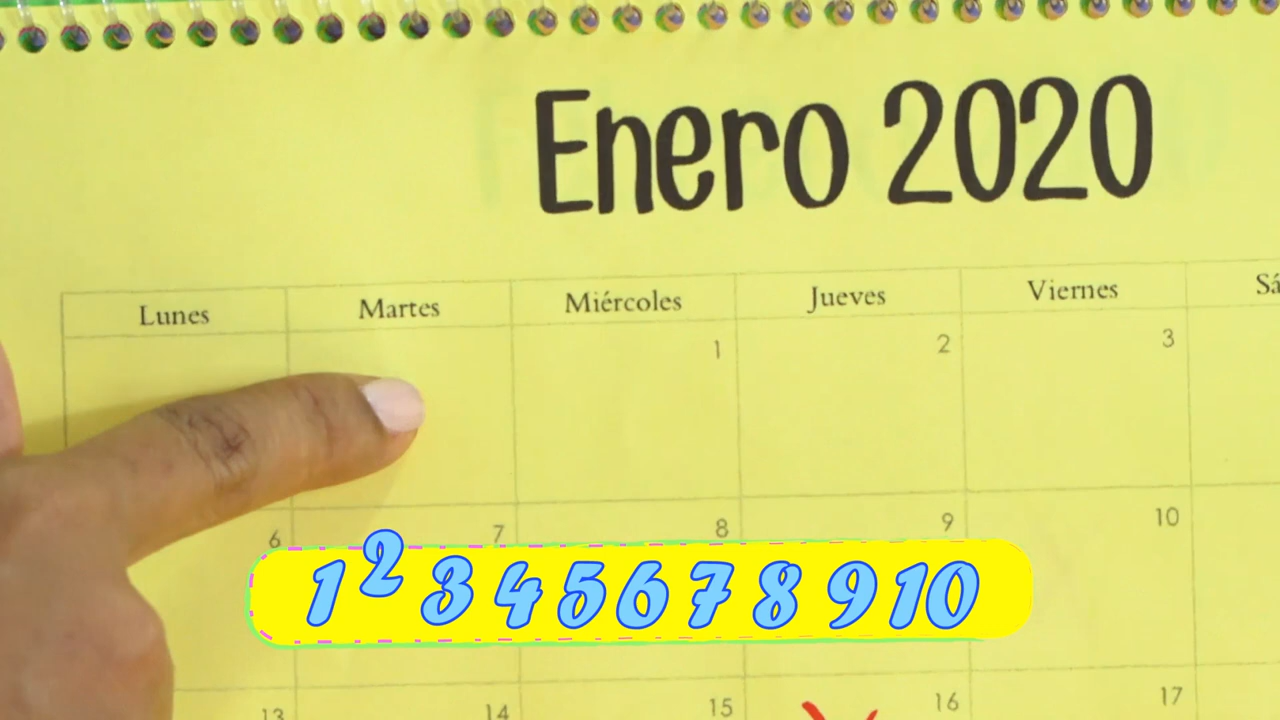 Enero 2020
Lunes Martes Miércoles Jueves Viernes Sá
1 2 3
6 7 8 9 10
1 2 3 4 5 6 7 8 9 10
13 14 15 16 17